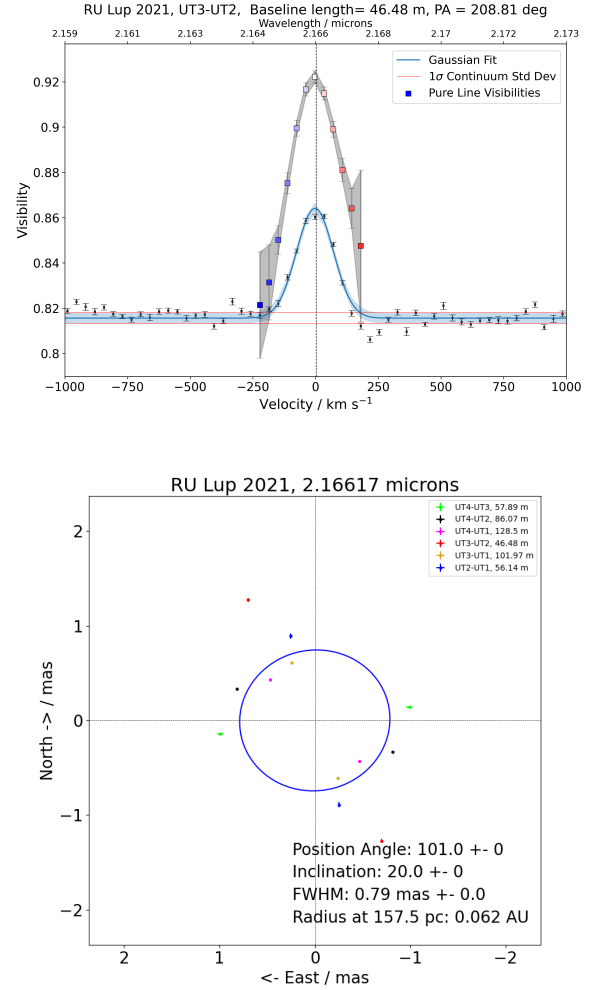 RU Lup 2021, UT3-UT2, Baseline length= 46.48 m, PA = 208.81 deg
Wavelength / microns
2.159 2.161 2.163 2.164 2.166 2.167 2.169 2.171 2.172 2.173
Gaussian Fit
1σ Continuum Std Dev
Pure Line Visibilities
Visibility
0.92
0.9
0.88
0.86
0.84
0.82
0.8
−1000 −750 −500 −250 0 250 500 750 1000
Velocity / km s⁻¹
RU Lup 2021, 2.16617 microns
UT4-UT3, 57.89 m
UT4-UT2, 86.07 m
UT4-UT1, 128.5 m
UT3-UT2, 46.48 m
UT3-UT1, 101.97 m
UT2-UT1, 56.14 m
North -> / mas
2
1
0
−1
−2
Position Angle: 101.0 +- 0
Inclination: 20.0 +- 0
FWHM: 0.79 mas +- 0.0
Radius at 157.5 pc: 0.062 AU
2 1 0 −1 −2
<- East / mas